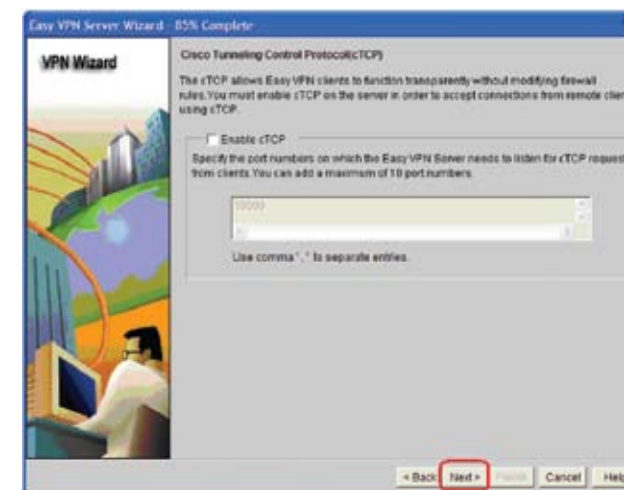 Easy VPN Server Wizard - 85% Complete
VPN Wizard
Cisco Tunneling Control Protocol(cTCP)
The cTCP allows Easy VPN clients to function transparently without modifying firewall
rules. You must enable cTCP on the server in order to accept connections from remote clien
using cTCP.
Enable cTCP
Specify the port numbers on which the Easy VPN Server needs to listen for cTCP request
from clients. You can add a maximum of 10 port numbers.
10000
Use comma "," to separate entries.
< Back Next > Finish Cancel Help